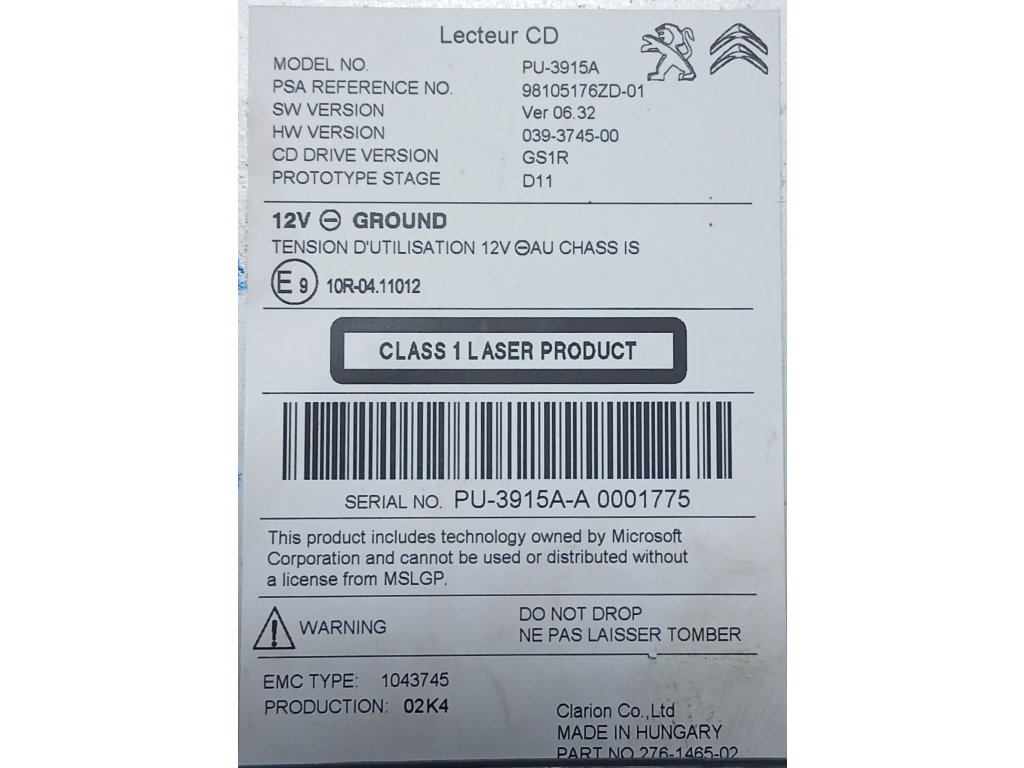 Lecteur CD
MODEL NO. PU-3915A
PSA REFERENCE NO. 98105176ZD-01
SW VERSION Ver 06.32
HW VERSION 039-3745-00
CD DRIVE VERSION GS1R
PROTOTYPE STAGE D11
12V ⊖ GROUND
TENSION D'UTILISATION 12V ⊖AU CHASS IS
E 9 10R-04.11012
CLASS 1 LASER PRODUCT
SERIAL NO. PU-3915A-A 0001775
This product includes technology owned by Microsoft
Corporation and cannot be used or distributed without
a license from MSLGP.
! WARNING
DO NOT DROP
NE PAS LAISSER TOMBER
EMC TYPE: 1043745
PRODUCTION: 02K4
Clarion Co.,Ltd
MADE IN HUNGARY
PART NO 276-1465-02